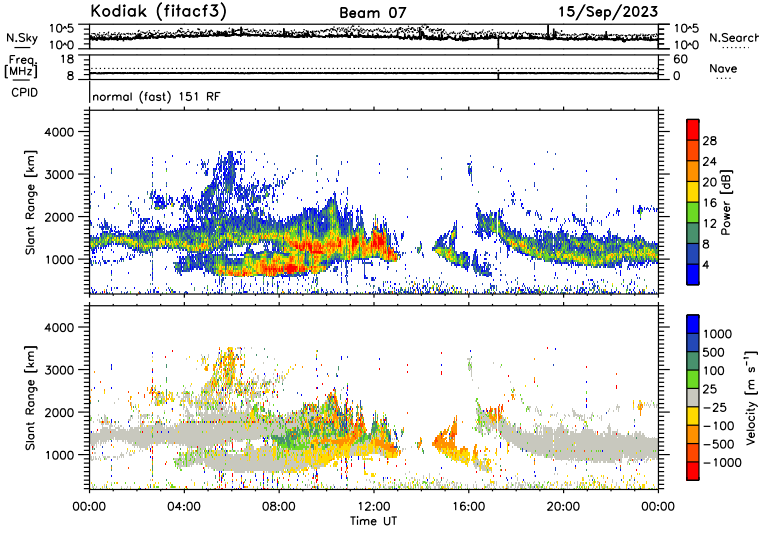 Kodiak (fitacf3) Beam 07 15/Sep/2023
N.Sky 10^5 10^0 10^5 10^0 N.Search
Freq. [MHz] 18 8 60 0 Nave
CPID normal (fast) 151 RF
Slant Range [km]
4000
3000
2000
1000
Power [dB]
28
24
20
16
12
8
4
Slant Range [km]
4000
3000
2000
1000
Velocity [m s⁻¹]
1000
500
100
25
−25
−100
−500
−1000
00:00 04:00 08:00 12:00 16:00 20:00 00:00
Time UT